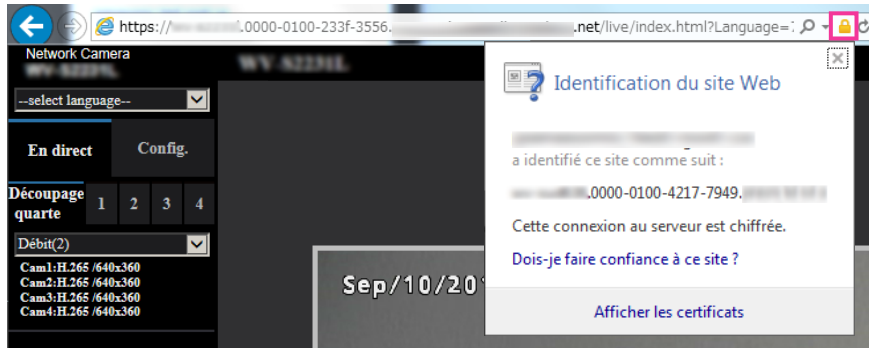 https://
.0000-0100-233f-3556.
.net/live/index.html?Language=
Network Camera
--select language--
En direct
Config.
Découpage
quarte
1
2
3
4
Débit(2)
Cam1:H.265 /640x360
Cam2:H.265 /640x360
Cam3:H.265 /640x360
Cam4:H.265 /640x360
Sep/10/20
Identification du site Web
a identifié ce site comme suit :
.0000-0100-4217-7949.
Cette connexion au serveur est chiffrée.
Dois-je faire confiance à ce site ?
Afficher les certificats